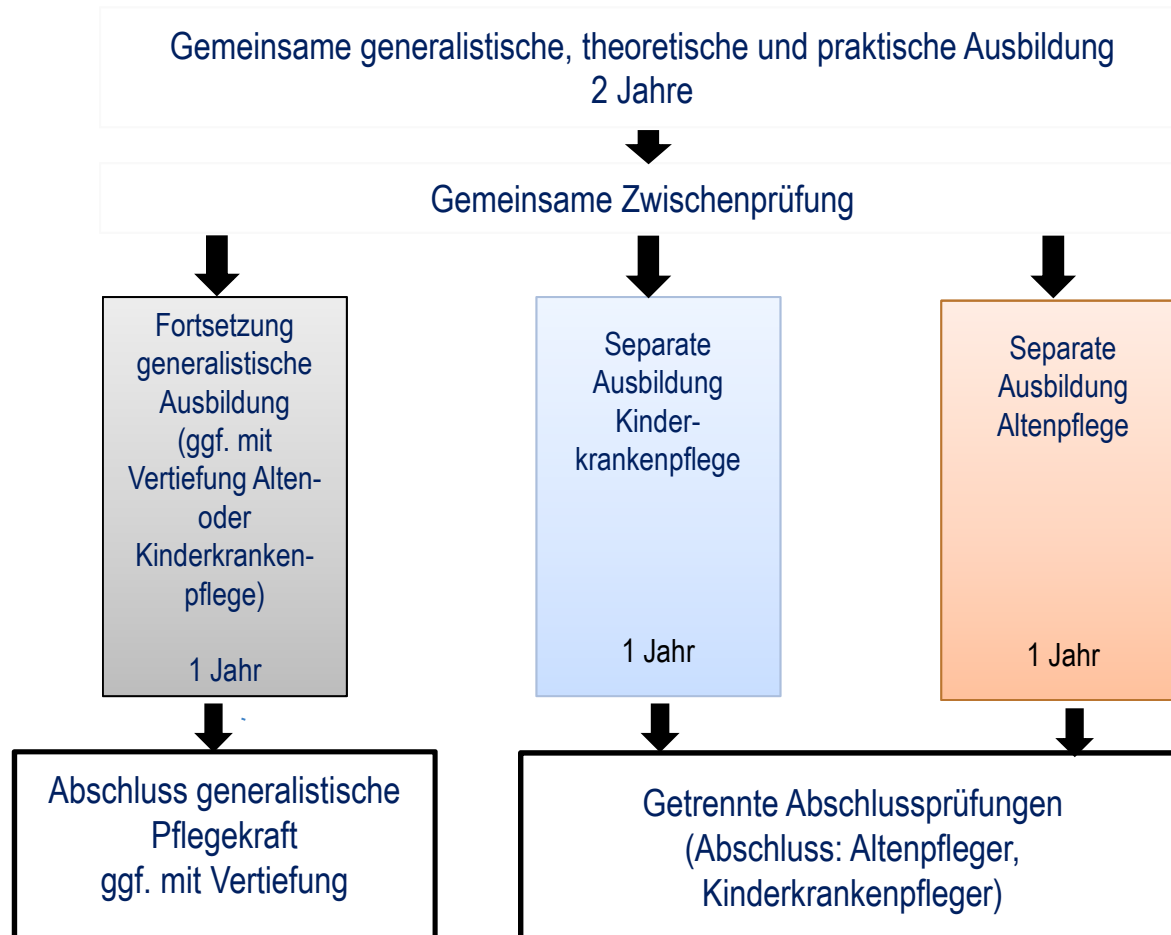 Gemeinsame generalistische, theoretische und praktische Ausbildung
2 Jahre
Gemeinsame Zwischenprüfung
Fortsetzung
generalistische
Ausbildung
(ggf. mit
Vertiefung Alten-
oder
Kinderkranken-
pflege)
1 Jahr
Separate
Ausbildung
Kinder-
krankenpflege
1 Jahr
Separate
Ausbildung
Altenpflege
1 Jahr
Abschluss generalistische
Pflegekraft
ggf. mit Vertiefung
Getrennte Abschlussprüfungen
(Abschluss: Altenpfleger,
Kinderkrankenpfleger)